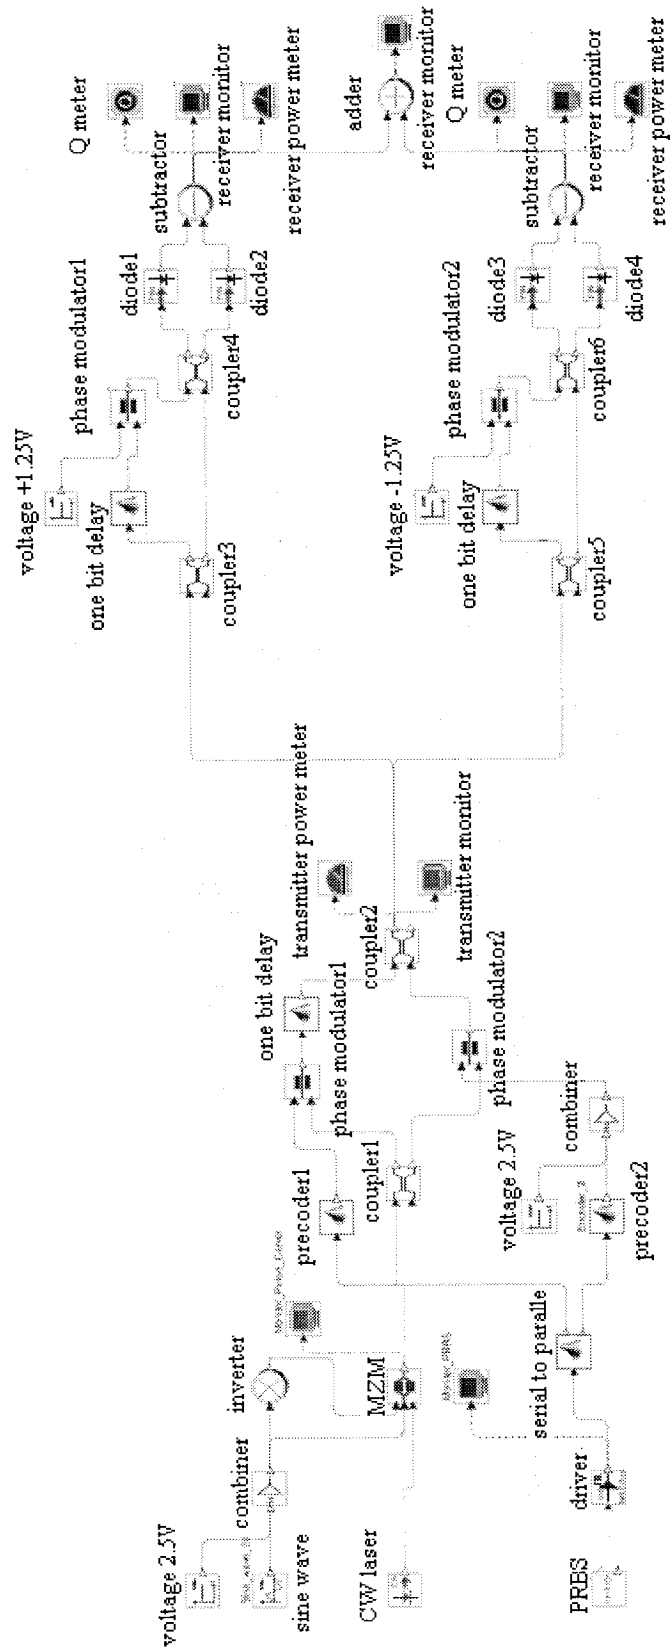 voltage 2.5V
sine wave
combiner
inverter
CW laser
MZM
PRBS
driver
serial to paralle
precoder1
coupler1
voltage 2.5V
precoder2
combiner
one bit delay
phase modulator1
phase modulator2
transmitter power meter
coupler2
transmitter monitor
voltage +1.25V
one bit delay
coupler3
phase modulator1
coupler4
diode1
diode2
subtractor
Q meter
receiver monitor
receiver power meter
adder
receiver monitor
voltage -1.25V
one bit delay
coupler5
phase modulator2
coupler6
diode3
diode4
subtractor
Q meter
receiver monitor
receiver power meter